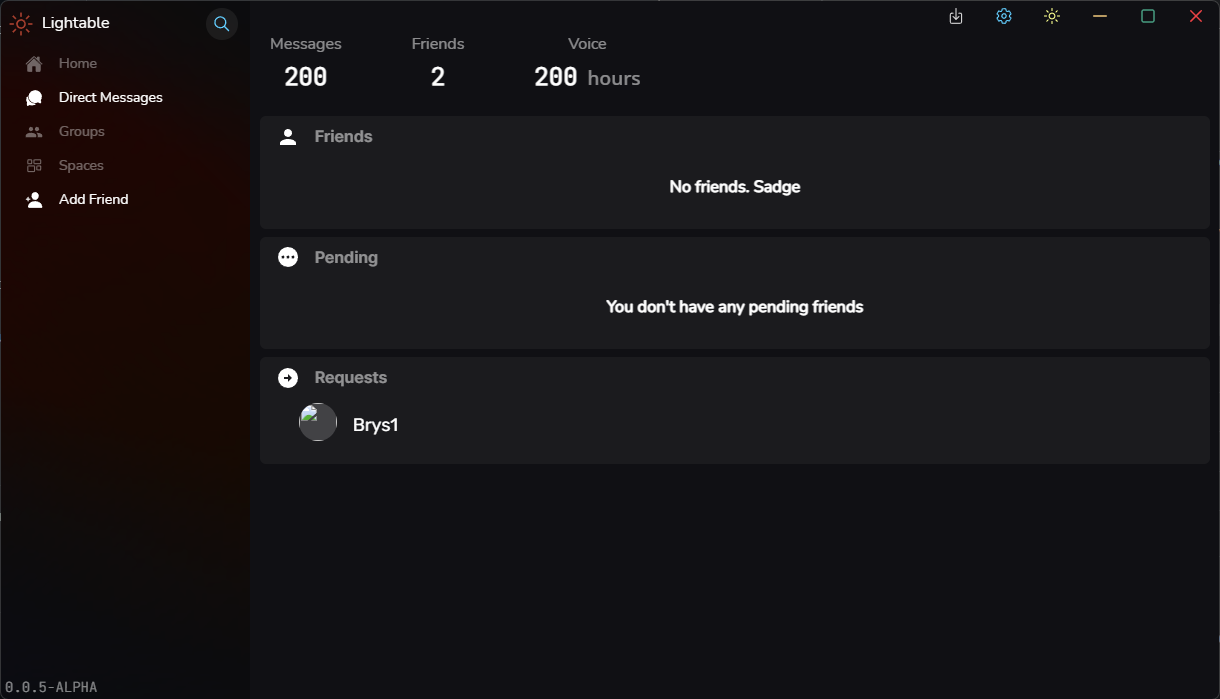 Lightable
Home
Direct Messages
Groups
Spaces
Add Friend
0.0.5-ALPHA
Messages Friends Voice
200 2 200 hours
Friends
No friends. Sadge
Pending
You don't have any pending friends
Requests
Brys1